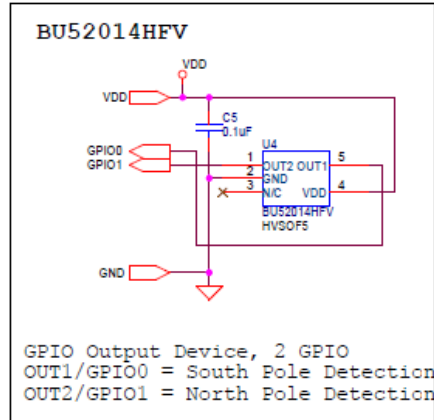 BU52014HFV
VDD
VDD
C5
0.1uF
U4
GPIO0
GPIO1
1 OUT2 OUT1 5
2 GND
3 N/C VDD 4
BU52014HFV
HVSOF5
GND
GPIO Output Device, 2 GPIO
OUT1/GPIO0 = South Pole Detection
OUT2/GPIO1 = North Pole Detection